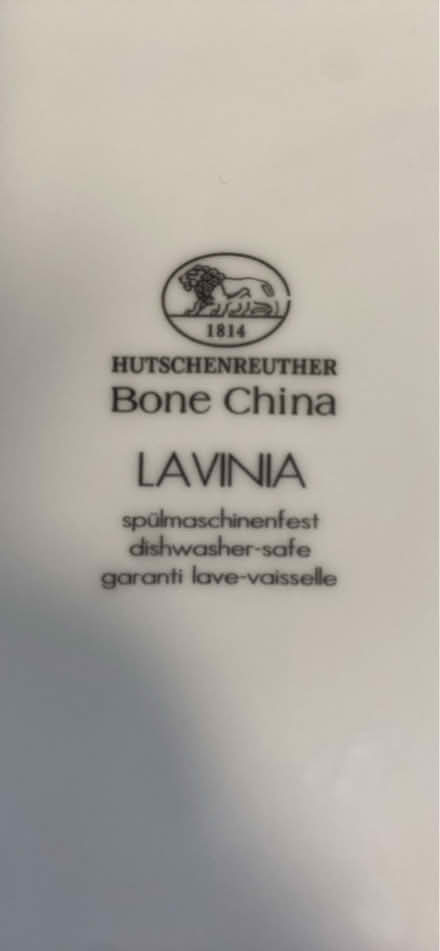 1814
HUTSCHENREUTHER
Bone China
LAVINIA
spülmaschinenfest
dishwasher-safe
garanti lave-vaisselle